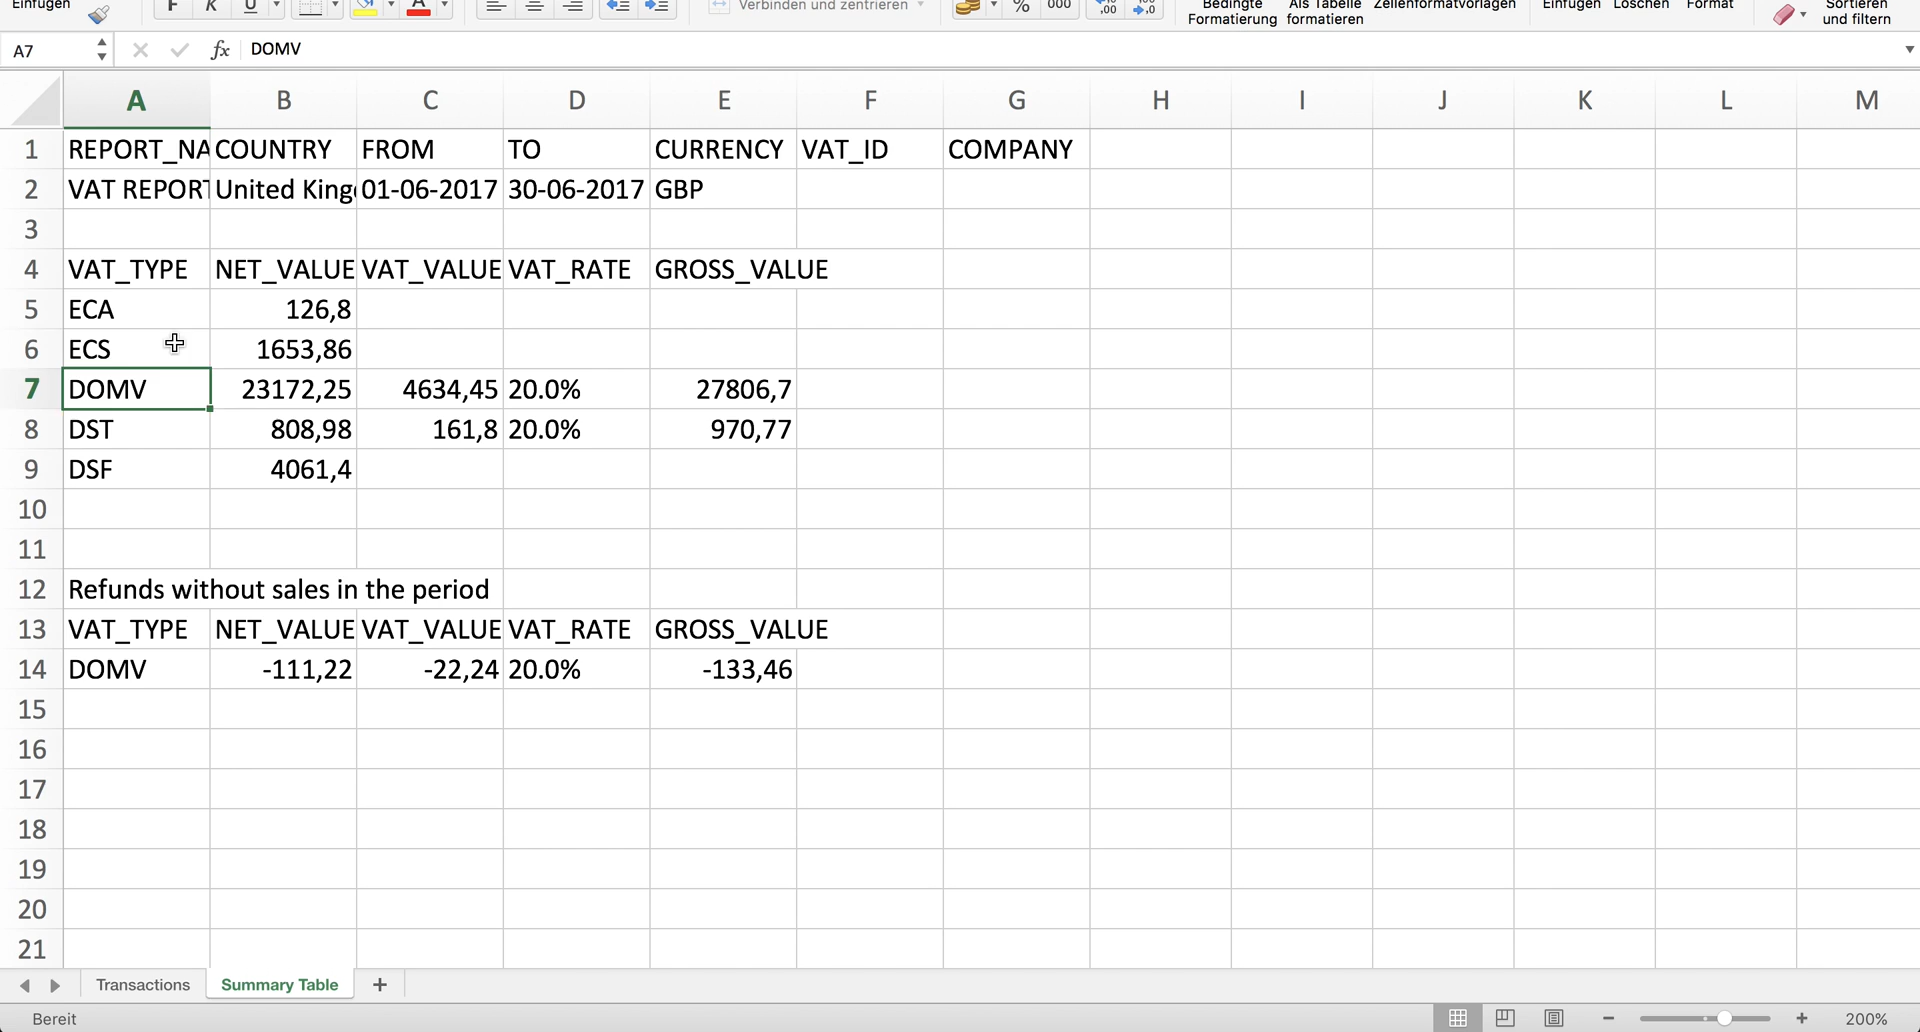 Einfügen
F K U A
Verbinden und zentrieren
% 000 ,00 ,0
Bedingte Formatierung
Als Tabelle formatieren
Zellenformatvorlagen
Einfügen Löschen Format
Sortieren und filtern
A7 fx DOMV
A B C D E F G H I J K L M
1 REPORT_NA COUNTRY FROM TO CURRENCY VAT_ID COMPANY
2 VAT REPORT United King 01-06-2017 30-06-2017 GBP
3
4 VAT_TYPE NET_VALUE VAT_VALUE VAT_RATE GROSS_VALUE
5 ECA 126,8
6 ECS 1653,86
7 DOMV 23172,25 4634,45 20.0% 27806,7
8 DST 808,98 161,8 20.0% 970,77
9 DSF 4061,4
10
11
12 Refunds without sales in the period
13 VAT_TYPE NET_VALUE VAT_VALUE VAT_RATE GROSS_VALUE
14 DOMV -111,22 -22,24 20.0% -133,46
15
16
17
18
19
20
21
Transactions Summary Table +
Bereit − + 200%